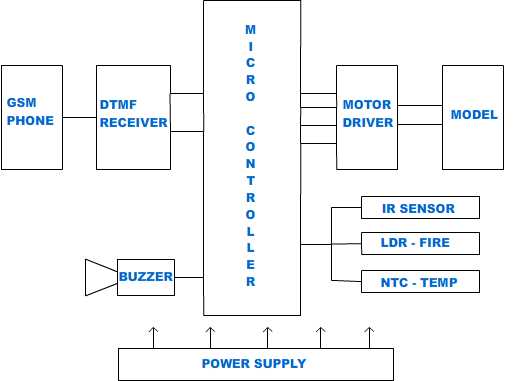 MICRO CONTROLLER
GSM
PHONE
DTMF
RECEIVER
MOTOR
DRIVER
MODEL
IR SENSOR
LDR - FIRE
NTC - TEMP
BUZZER
POWER SUPPLY